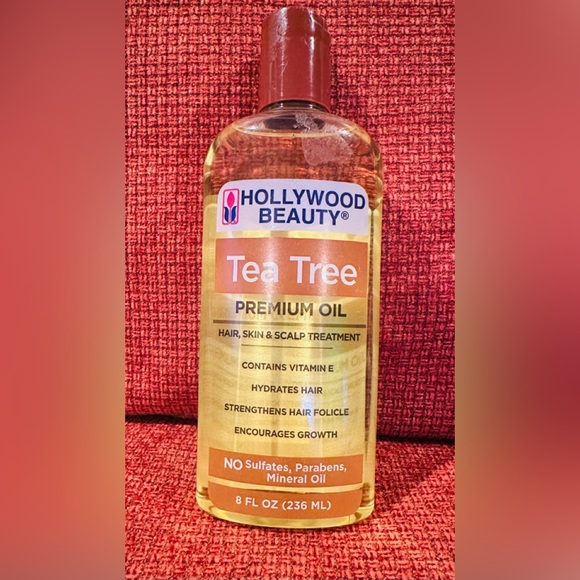 HOLLYWOOD
BEAUTY®
Tea Tree
PREMIUM OIL
HAIR, SKIN & SCALP TREATMENT
CONTAINS VITAMIN E
HYDRATES HAIR
STRENGTHENS HAIR FOLICLE
ENCOURAGES GROWTH
NO Sulfates, Parabens,
Mineral Oil
8 FL OZ (236 ML)